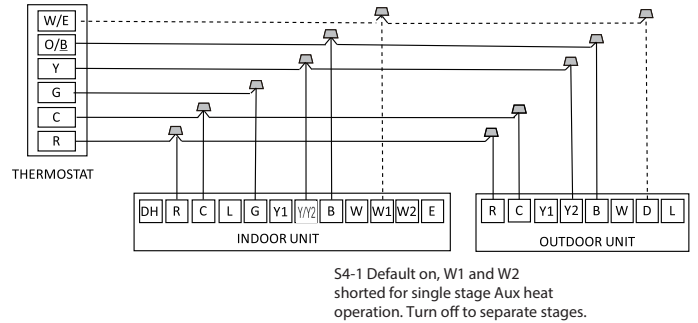 W/E
O/B
Y
G
C
R
THERMOSTAT
DH R C L G Y1 Y/Y2 B W W1 W2 E
INDOOR UNIT
R C Y1 Y2 B W D L
OUTDOOR UNIT
S4-1 Default on, W1 and W2
shorted for single stage Aux heat
operation. Turn off to separate stages.